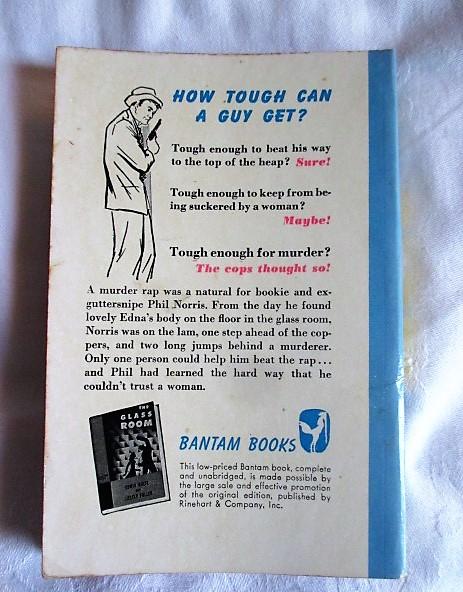 HOW TOUGH CAN
A GUY GET?
Tough enough to beat his way
to the top of the heap? Sure!
Tough enough to keep from be-
ing suckered by a woman?
Maybe!
Tough enough for murder?
The cops thought so!
A murder rap was a natural for bookie and ex-
guttersnipe Phil Norris. From the day he found
lovely Edna's body on the floor in the glass room,
Norris was on the lam, one step ahead of the cop-
pers, and two long jumps behind a murderer.
Only one person could help him beat the rap...
and Phil had learned the hard way that he
couldn't trust a woman.
THE
GLASS
ROOM
BANTAM BOOKS
This low-priced Bantam book, complete
and unabridged, is made possible by
the large sale and effective promotion
of the original edition, published by
Rinehart & Company, Inc.